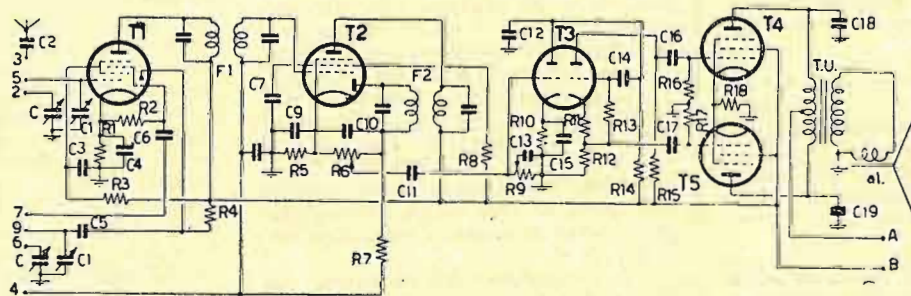 T1
T2
T3
T4
T5
F1
F2
T.U.
al.
C2
3
5
2
C
C1
R1
R2
C3
C4
C6
R3
7
9
C5
6
C
C1
4
R4
C7
C9
C10
R5
R6
R7
R8
C11
C12
R10
R11
C13
C15
R9
R12
R13
C14
R14
R15
C16
R16
R17
C17
R18
C18
C19
A
B